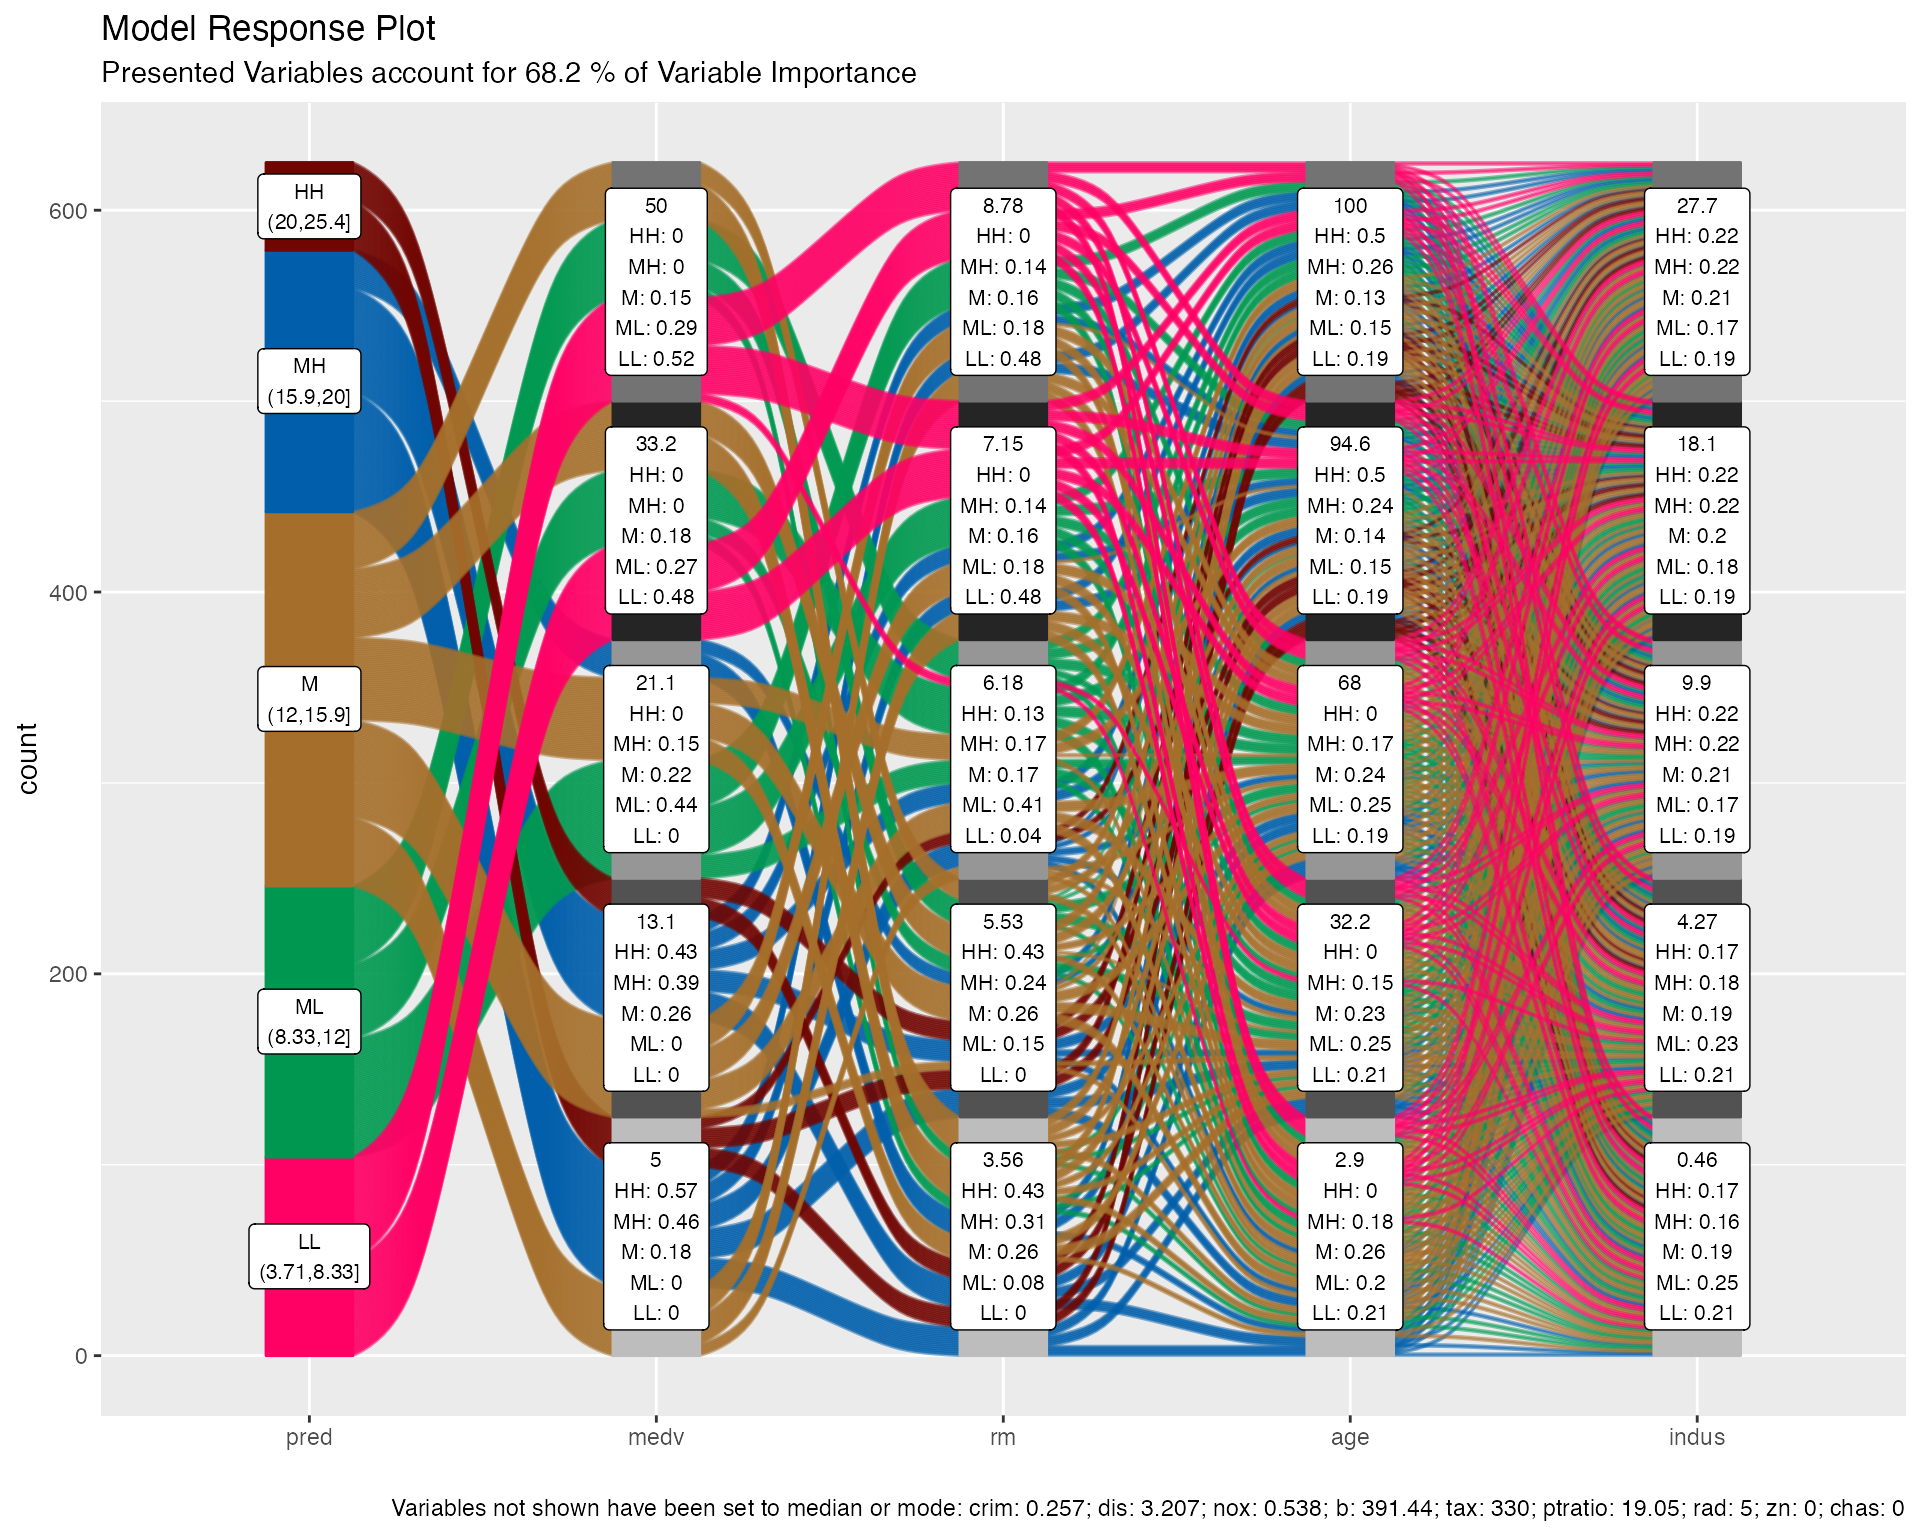 Model Response Plot
Presented Variables account for 68.2 % of Variable Importance
count
600
400
200
0
HH
(20,25.4]
MH
(15.9,20]
M
(12,15.9]
ML
(8.33,12]
LL
(3.71,8.33]
50
HH: 0
MH: 0
M: 0.15
ML: 0.29
LL: 0.52
33.2
HH: 0
MH: 0
M: 0.18
ML: 0.27
LL: 0.48
21.1
HH: 0
MH: 0.15
M: 0.22
ML: 0.44
LL: 0
13.1
HH: 0.43
MH: 0.39
M: 0.26
ML: 0
LL: 0
5
HH: 0.57
MH: 0.46
M: 0.18
ML: 0
LL: 0
8.78
HH: 0
MH: 0.14
M: 0.16
ML: 0.18
LL: 0.48
7.15
HH: 0
MH: 0.14
M: 0.16
ML: 0.18
LL: 0.48
6.18
HH: 0.13
MH: 0.17
M: 0.17
ML: 0.41
LL: 0.04
5.53
HH: 0.43
MH: 0.24
M: 0.26
ML: 0.15
LL: 0
3.56
HH: 0.43
MH: 0.31
M: 0.26
ML: 0.08
LL: 0
100
HH: 0.5
MH: 0.26
M: 0.13
ML: 0.15
LL: 0.19
94.6
HH: 0.5
MH: 0.24
M: 0.14
ML: 0.15
LL: 0.19
68
HH: 0
MH: 0.17
M: 0.24
ML: 0.25
LL: 0.19
32.2
HH: 0
MH: 0.15
M: 0.23
ML: 0.25
LL: 0.21
2.9
HH: 0
MH: 0.18
M: 0.26
ML: 0.2
LL: 0.21
27.7
HH: 0.22
MH: 0.22
M: 0.21
ML: 0.17
LL: 0.19
18.1
HH: 0.22
MH: 0.22
M: 0.2
ML: 0.18
LL: 0.19
9.9
HH: 0.22
MH: 0.22
M: 0.21
ML: 0.17
LL: 0.19
4.27
HH: 0.17
MH: 0.18
M: 0.19
ML: 0.23
LL: 0.21
0.46
HH: 0.17
MH: 0.16
M: 0.19
ML: 0.25
LL: 0.21
pred
medv
rm
age
indus
Variables not shown have been set to median or mode: crim: 0.257; dis: 3.207; nox: 0.538; b: 391.44; tax: 330; ptratio: 19.05; rad: 5; zn: 0; chas: 0